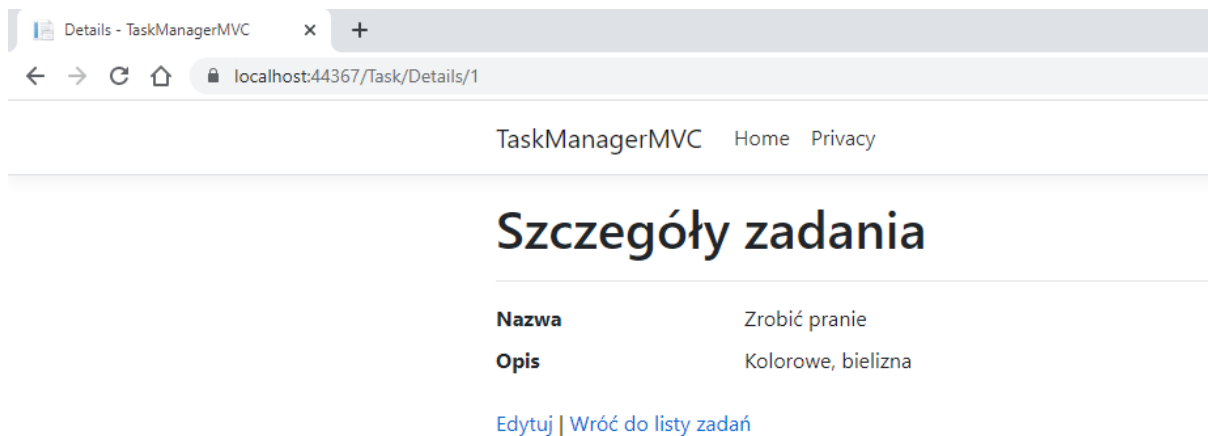 Details - TaskManagerMVC
localhost:44367/Task/Details/1
TaskManagerMVC Home Privacy
Szczegóły zadania
Nazwa Zrobić pranie
Opis Kolorowe, bielizna
Edytuj | Wróć do listy zadań